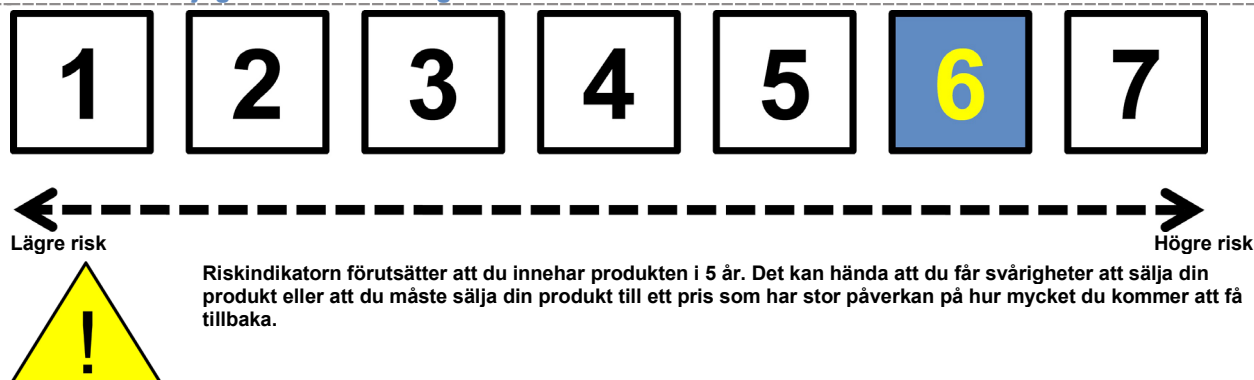 1 2 3 4 5 6 7
Lägre risk Högre risk
Riskindikatorn förutsätter att du innehar produkten i 5 år. Det kan hända att du får svårigheter att sälja din
produkt eller att du måste sälja din produkt till ett pris som har stor påverkan på hur mycket du kommer att få
tillbaka.
!